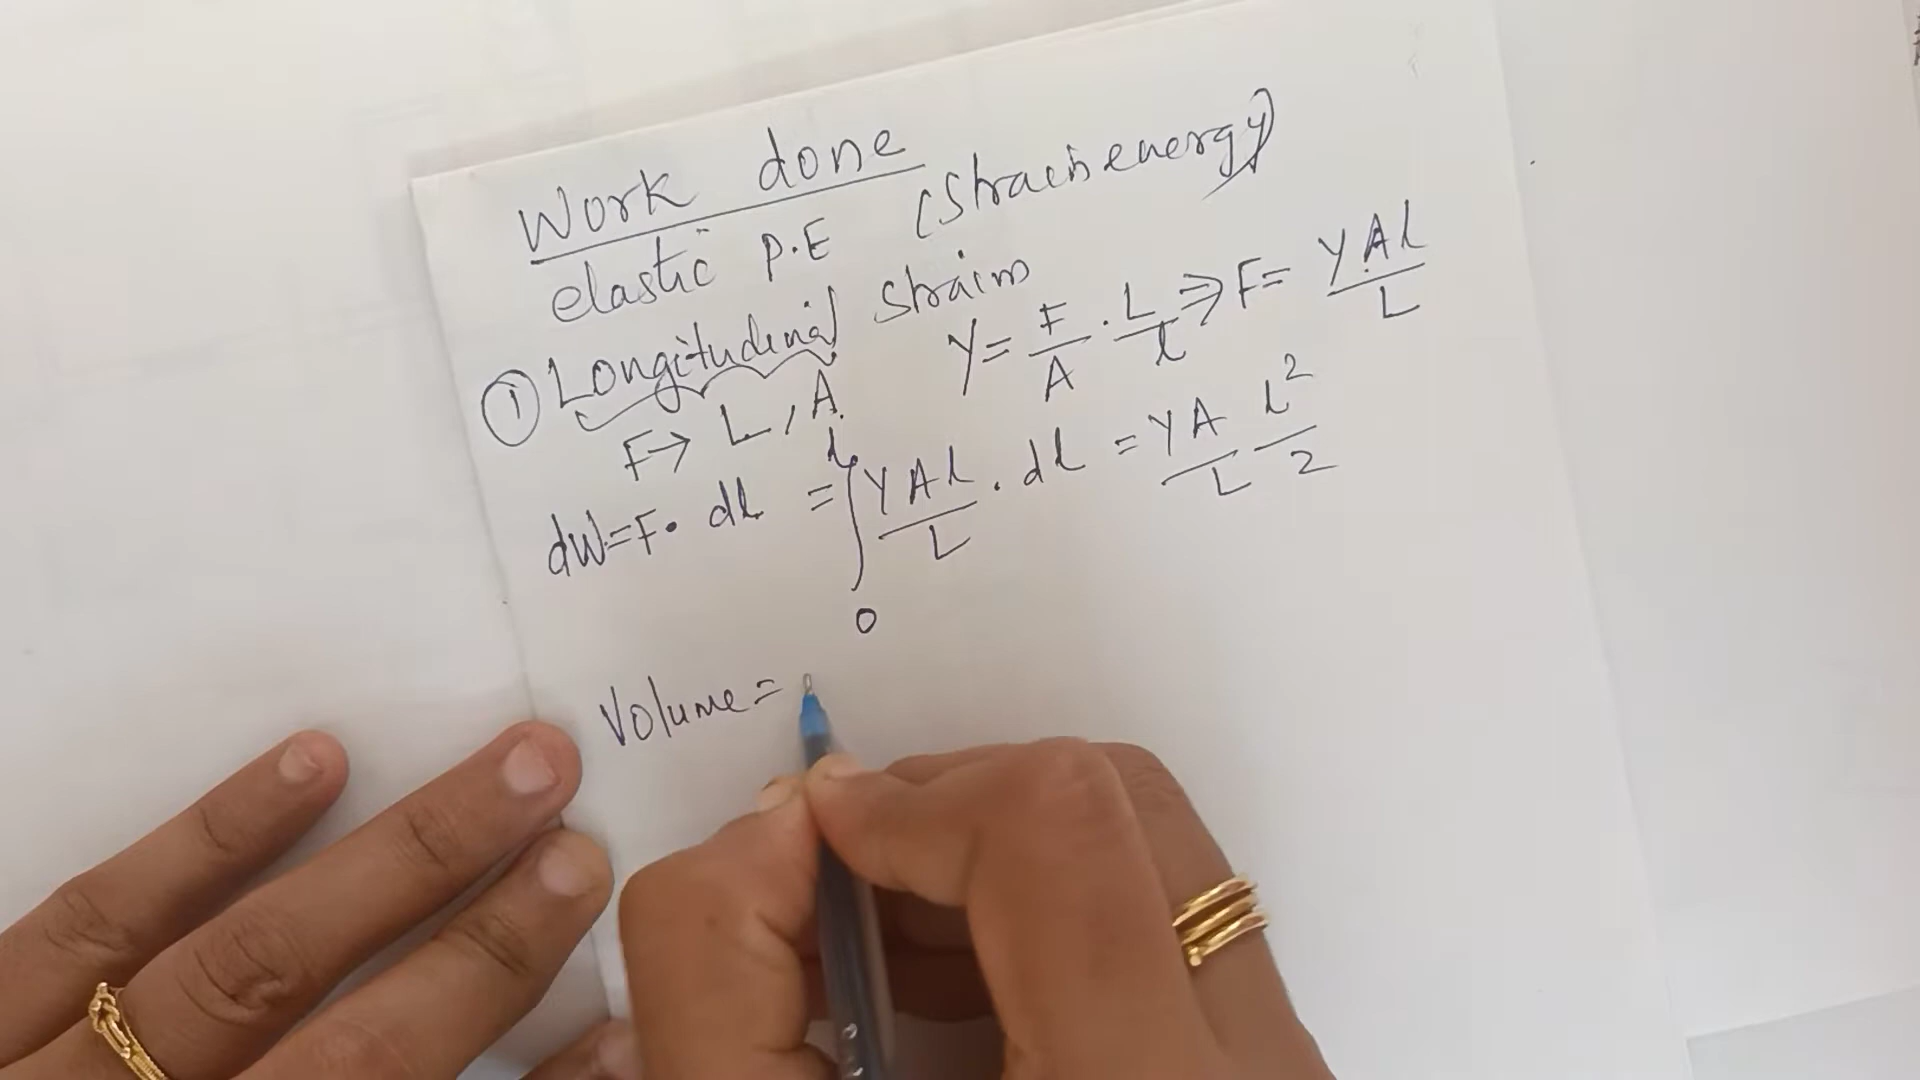 Work done
elastic P.E (Strain energy)
① Longitudinal Strain
F → L, A.
Y = F/A . L/l ⇒ F = YAl/L
dW = F. dl = ∫₀ˡ YAl/L . dl = YA/L l²/2
Volume =